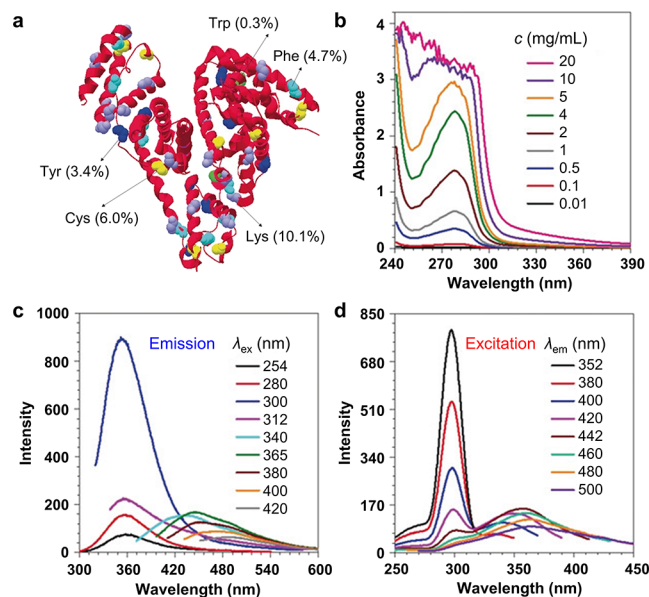 a
Trp (0.3%)
Phe (4.7%)
Tyr (3.4%)
Cys (6.0%)
Lys (10.1%)
b
Absorbance
4
3
2
1
0
c (mg/mL)
20
10
5
4
2
1
0.5
0.1
0.01
240 270 300 330 360 390
Wavelength (nm)
c
Intensity
1000
800
600
400
200
0
Emission
λex (nm)
254
280
300
312
340
365
380
400
420
300 360 420 480 540 600
Wavelength (nm)
d
Intensity
850
680
510
340
170
0
Excitation
λem (nm)
352
380
400
420
442
460
480
500
250 300 350 400 450
Wavelength (nm)